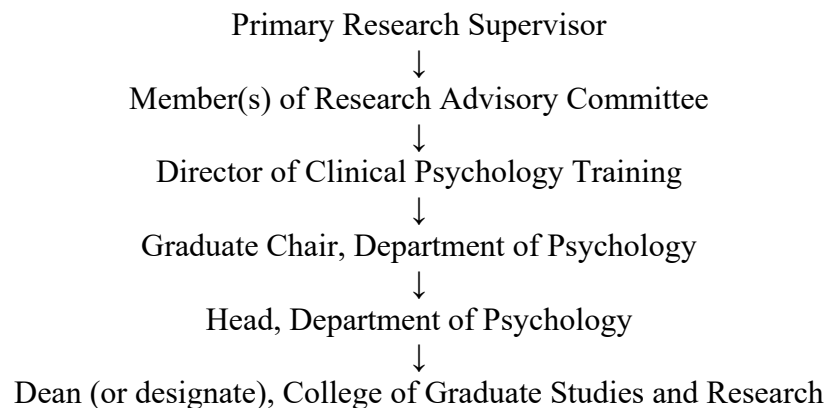 Primary Research Supervisor
↓
Member(s) of Research Advisory Committee
↓
Director of Clinical Psychology Training
↓
Graduate Chair, Department of Psychology
↓
Head, Department of Psychology
↓
Dean (or designate), College of Graduate Studies and Research